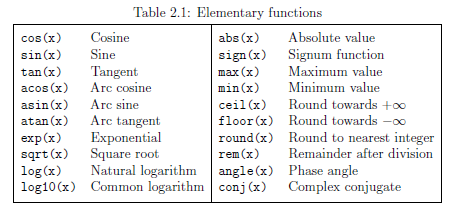 Table 2.1: Elementary functions
cos(x) Cosine abs(x) Absolute value
sin(x) Sine sign(x) Signum function
tan(x) Tangent max(x) Maximum value
acos(x) Arc cosine min(x) Minimum value
asin(x) Arc sine ceil(x) Round towards +∞
atan(x) Arc tangent floor(x) Round towards −∞
exp(x) Exponential round(x) Round to nearest integer
sqrt(x) Square root rem(x) Remainder after division
log(x) Natural logarithm angle(x) Phase angle
log10(x) Common logarithm conj(x) Complex conjugate